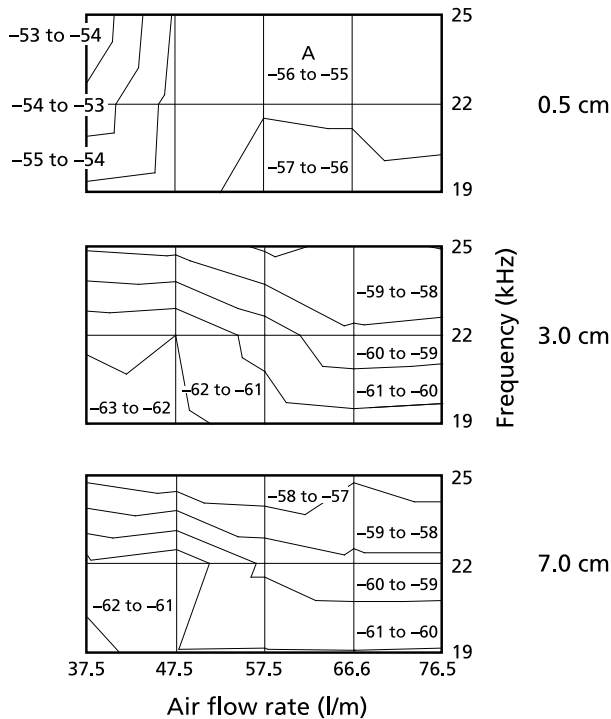 25
−53 to −54
A
−56 to −55
−54 to −53
22
0.5 cm
−55 to −54
−57 to −56
19
25
−59 to −58
Frequency (kHz)
22
3.0 cm
−60 to −59
−62 to −61
−61 to −60
−63 to −62
19
25
−58 to −57
−59 to −58
22
7.0 cm
−60 to −59
−62 to −61
−61 to −60
19
37.5 47.5 57.5 66.6 76.5
Air flow rate (l/m)